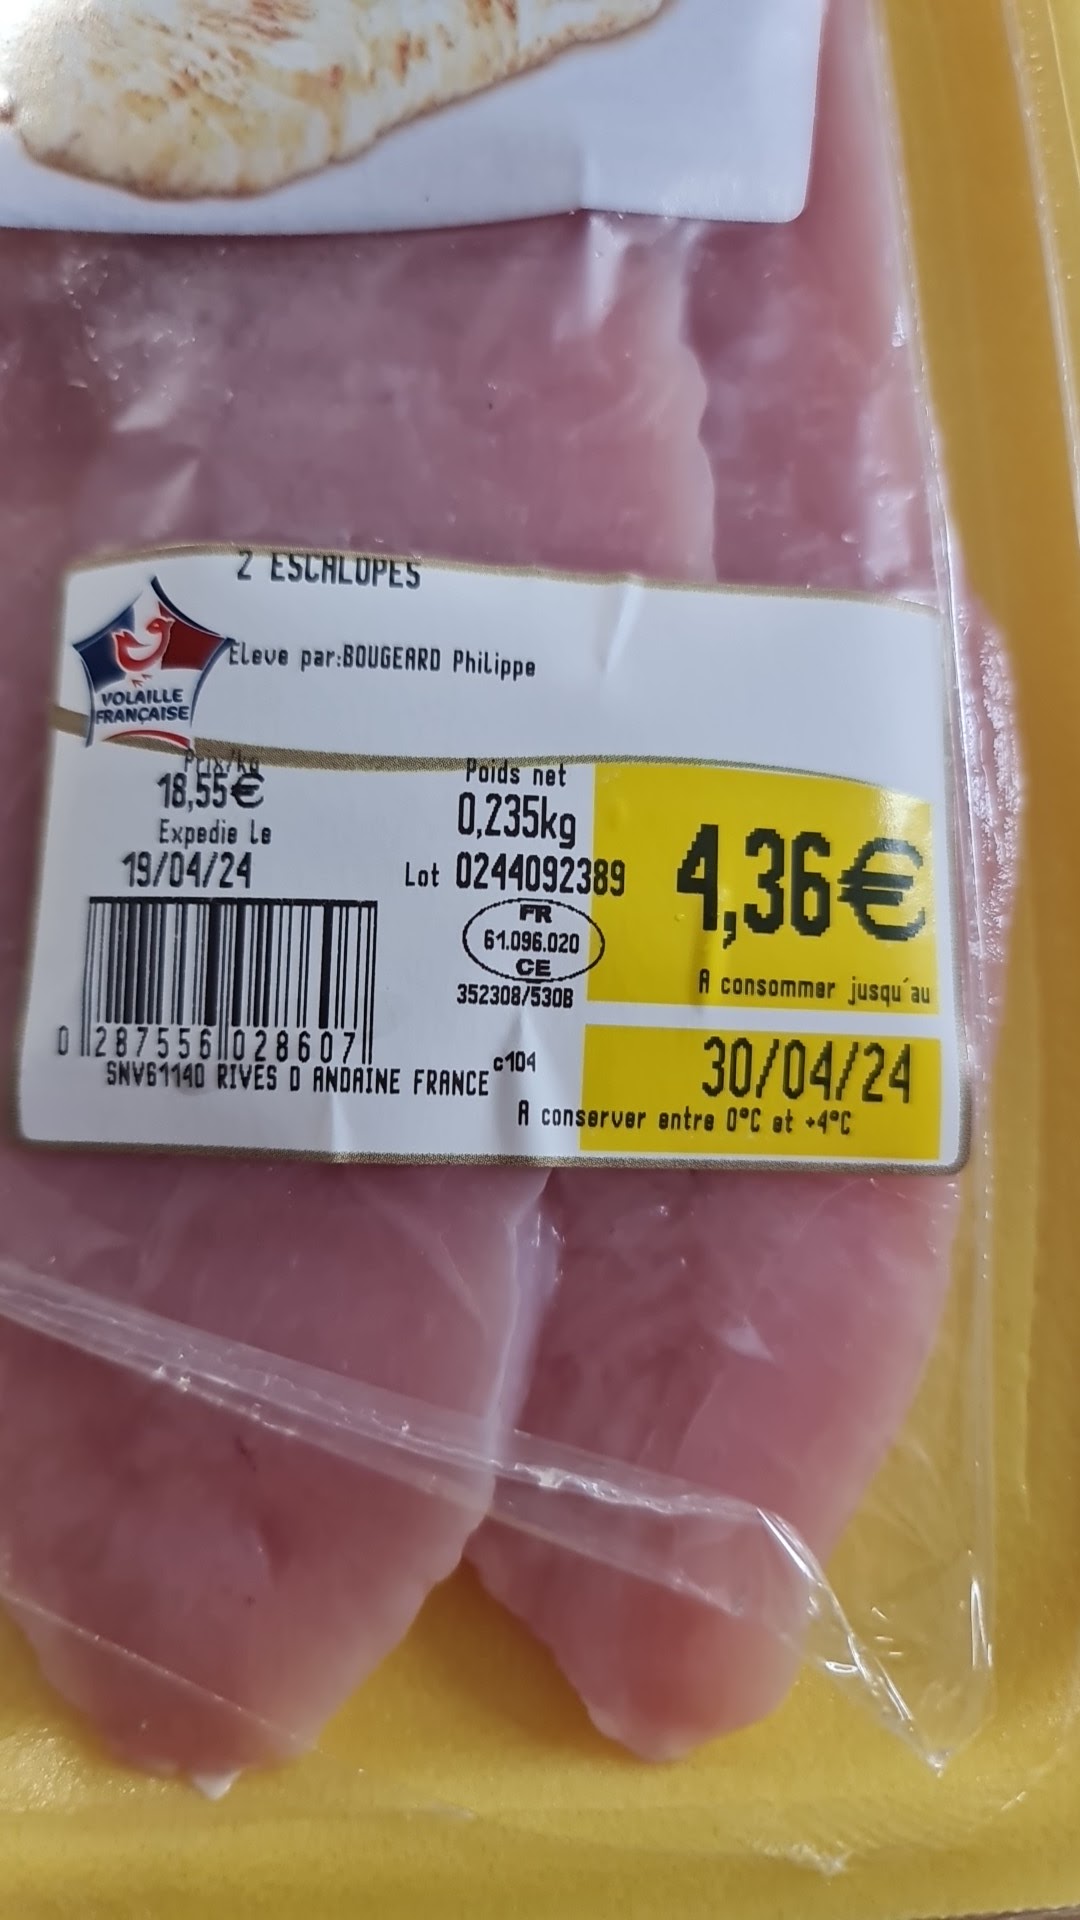 2 ESCALOPES
Eleve par:BOUGEARD Philippe
VOLAILLE
FRANÇAISE
Prix/kg
18,55€
Expedie le
19/04/24
Poids net
0,235kg
Lot 0244092389
FR
61.096.020
CE
352308/530B
4,36€
A consommer jusqu'au
30/04/24
0 287556 028607
c104
SNV61140 RIVES D ANDAINE FRANCE
A conserver entre 0°C et +4°C